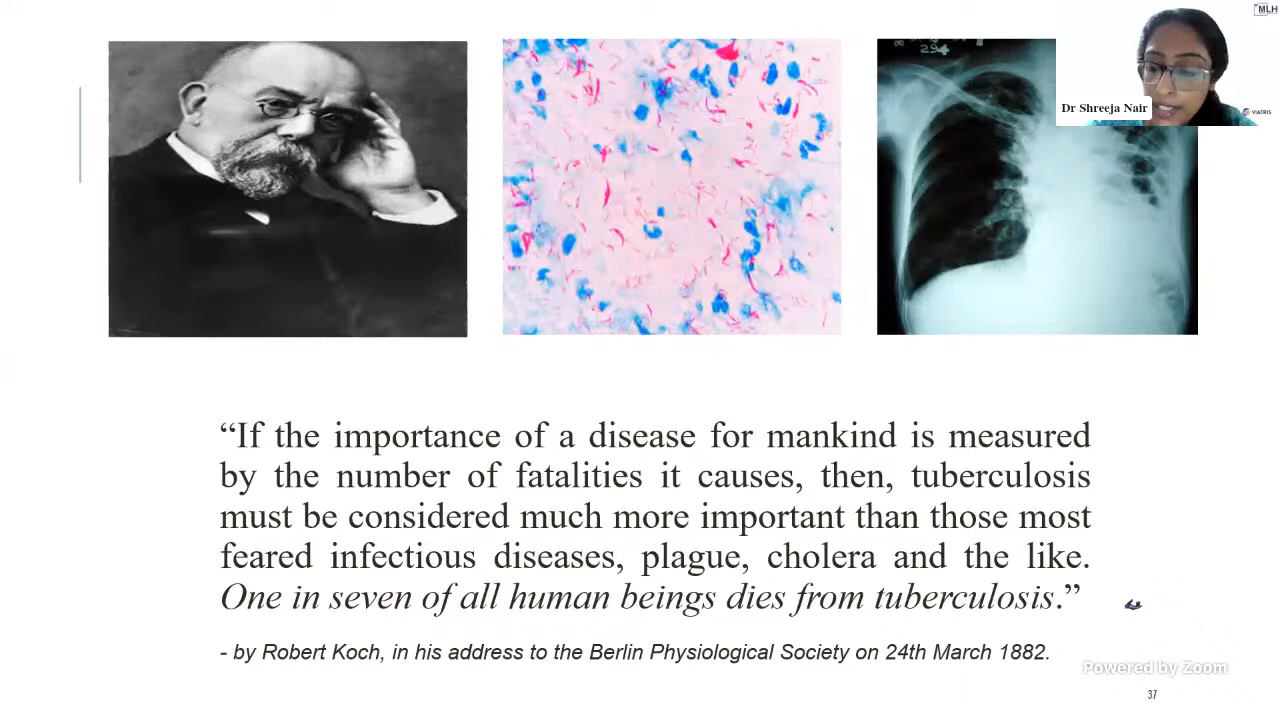 MLH
294
Dr Shreeja Nair
VIATRIS
“If the importance of a disease for mankind is measured
by the number of fatalities it causes, then, tuberculosis
must be considered much more important than those most
feared infectious diseases, plague, cholera and the like.
One in seven of all human beings dies from tuberculosis.”
- by Robert Koch, in his address to the Berlin Physiological Society on 24th March 1882.
Powered by Zoom
37